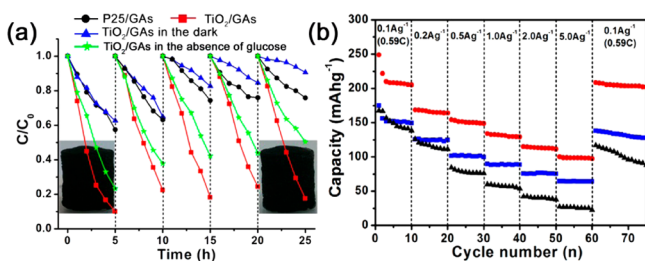 (a)
P25/GAs TiO₂/GAs
TiO₂/GAs in the dark
TiO₂/GAs in the absence of glucose
C/C₀
1.0
0.8
0.6
0.4
0.2
0.0
0 5 10 15 20 25
Time (h)
(b)
Capacity (mAhg⁻¹)
300
250
200
150
100
50
0
0.1Ag⁻¹
(0.59C)
0.2Ag⁻¹
0.5Ag⁻¹
1.0Ag⁻¹
2.0Ag⁻¹
5.0Ag⁻¹
0.1Ag⁻¹
(0.59C)
0 10 20 30 40 50 60 70
Cycle number (n)